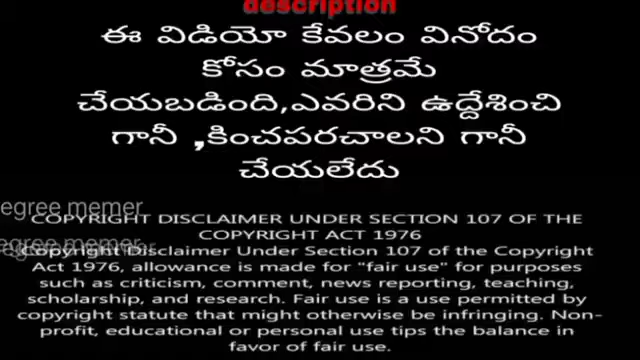 description
ఈ విడియో కేవలం వినోదం
కోసం మాత్రమే
చేయబడింది,ఎవరిని ఉద్దేశించి
గానీ ,కించపరచాలని గానీ
చేయలేదు
egree.memer
COPYRIGHT DISCLAIMER UNDER SECTION 107 OF THE
COPYRIGHT ACT 1976
egree.memer
Copyright Disclaimer Under Section 107 of the Copyright
Act 1976, allowance is made for "fair use" for purposes
such as criticism, comment, news reporting, teaching,
scholarship, and research. Fair use is a use permitted by
copyright statute that might otherwise be infringing. Non-
profit, educational or personal use tips the balance in
favor of fair use.